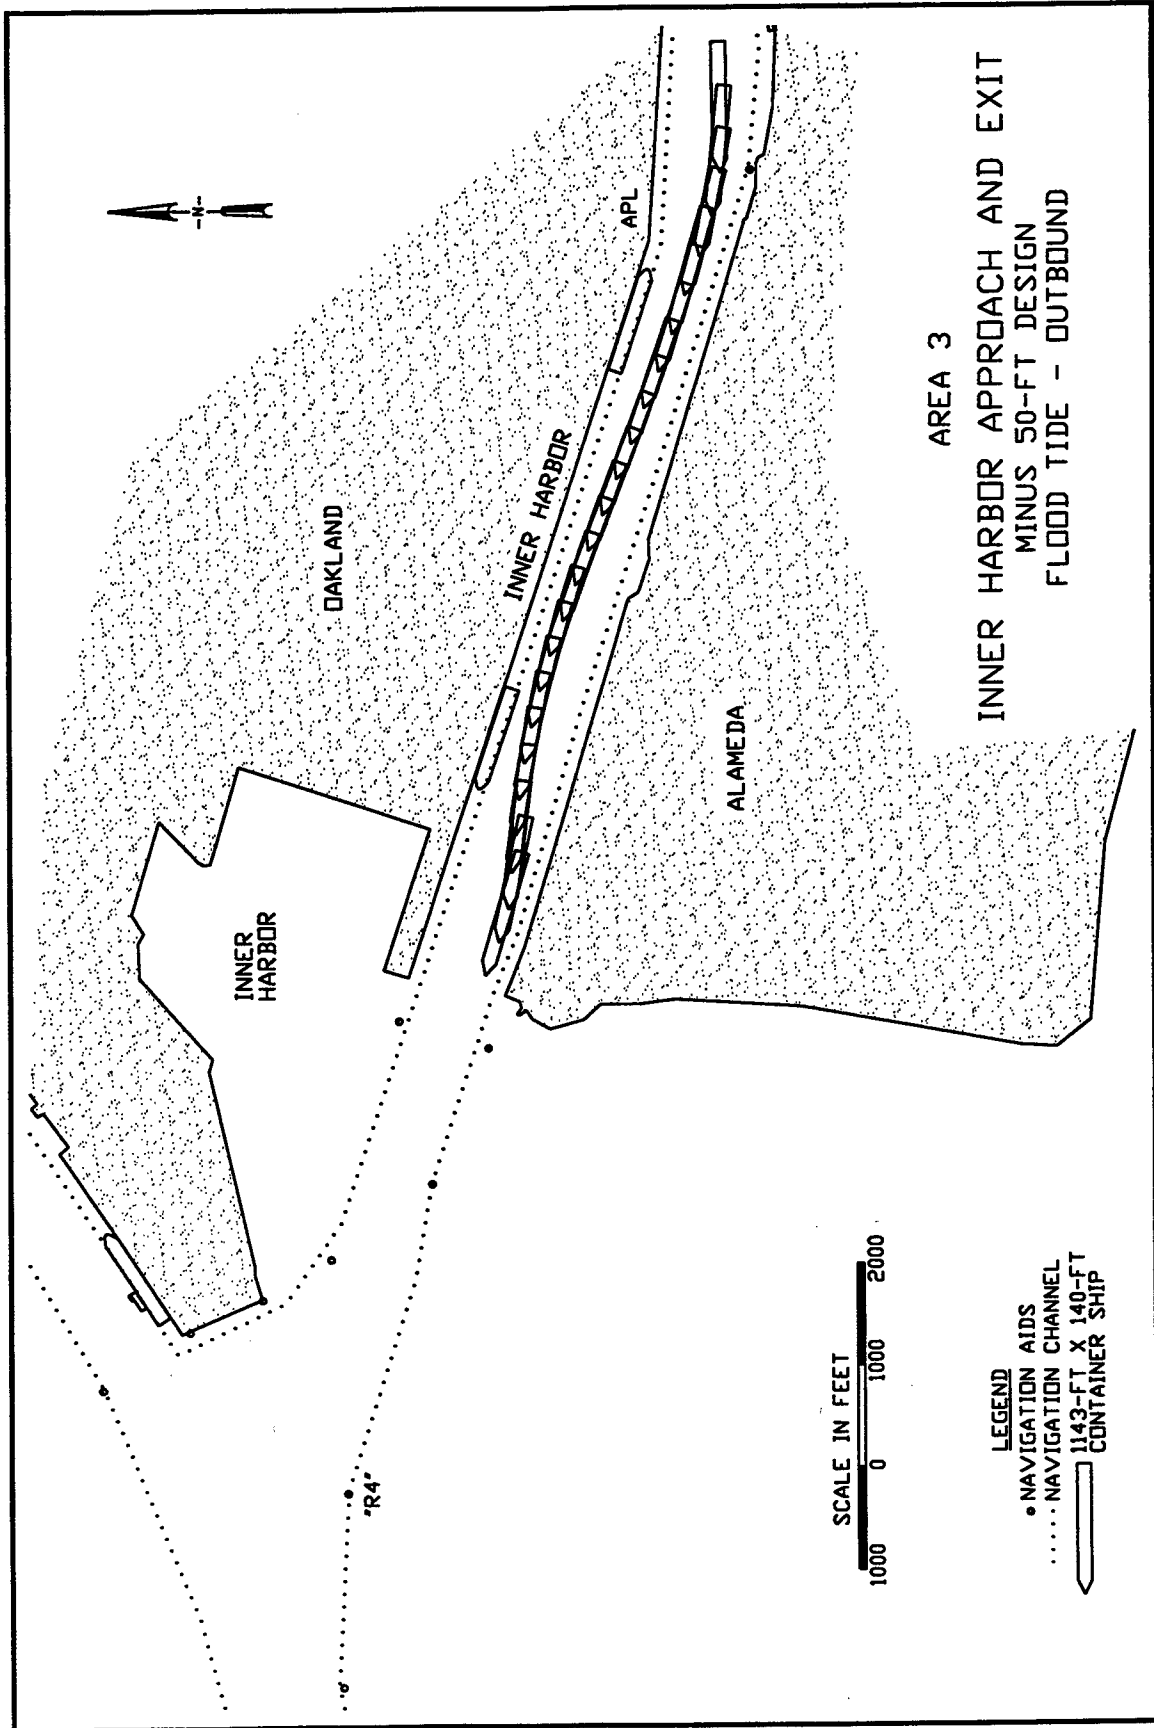 -N-
APL
INNER HARBOR
OAKLAND
INNER
HARBOR
ALAMEDA
"R4"
AREA 3
INNER HARBOR APPROACH AND EXIT
MINUS 50-FT DESIGN
FLOOD TIDE - OUTBOUND
SCALE IN FEET
1000 0 1000 2000
LEGEND
NAVIGATION AIDS
NAVIGATION CHANNEL
1143-FT X 140-FT
CONTAINER SHIP